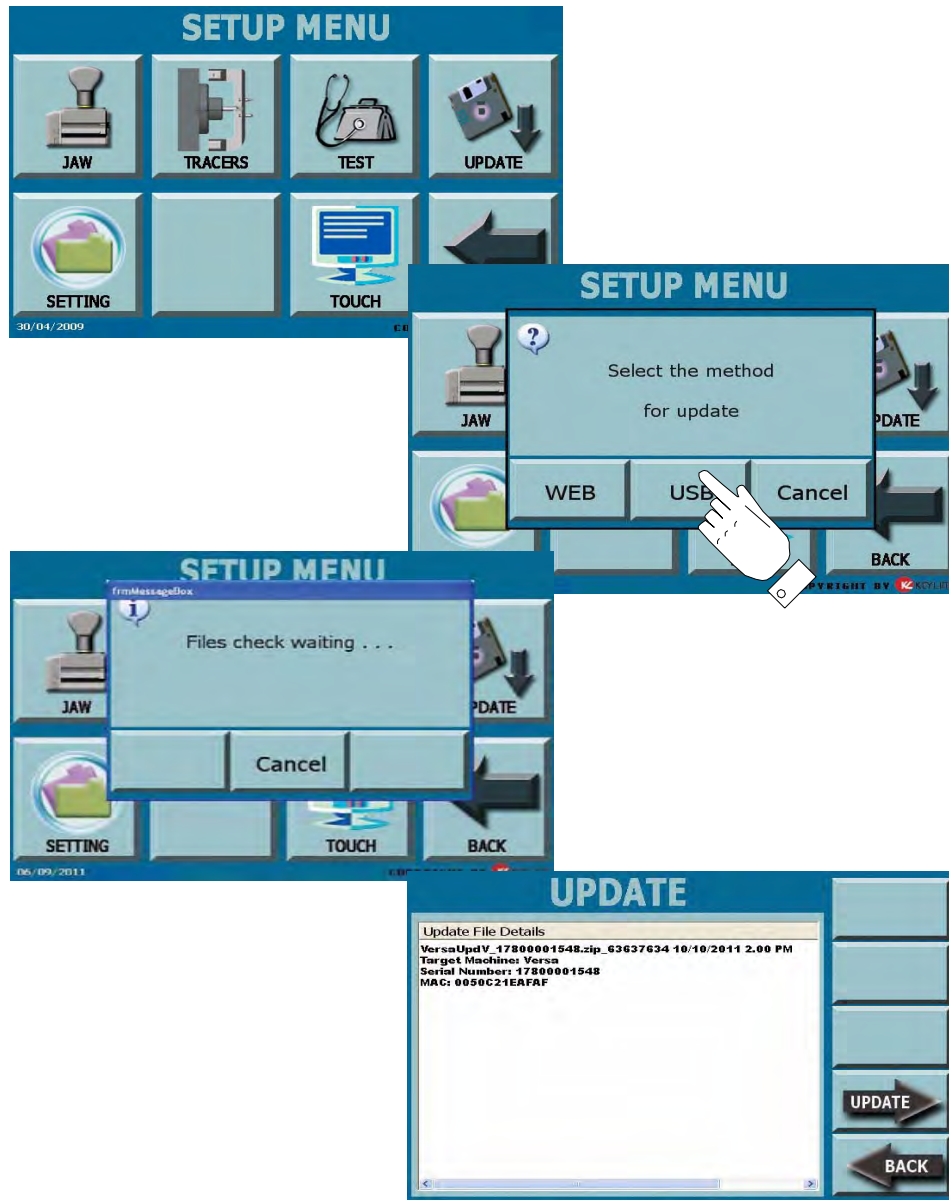 SETUP MENU
JAW
TRACERS
TEST
UPDATE
SETTING
TOUCH
30/04/2009
SETUP MENU
Select the method
for update
JAW
PDATE
WEB
USB
Cancel
BACK
PYRIGHT BY KEYLIN
SETUP MENU
frmMessageBox
Files check waiting . . .
JAW
PDATE
Cancel
SETTING
TOUCH
BACK
06/09/2011
UPDATE
Update File Details
VersaUpdV_17800001548.zip_63637634 10/10/2011 2.00 PM
Target Machine: Versa
Serial Number: 17800001548
MAC: 0050C21EAFAF
UPDATE
BACK